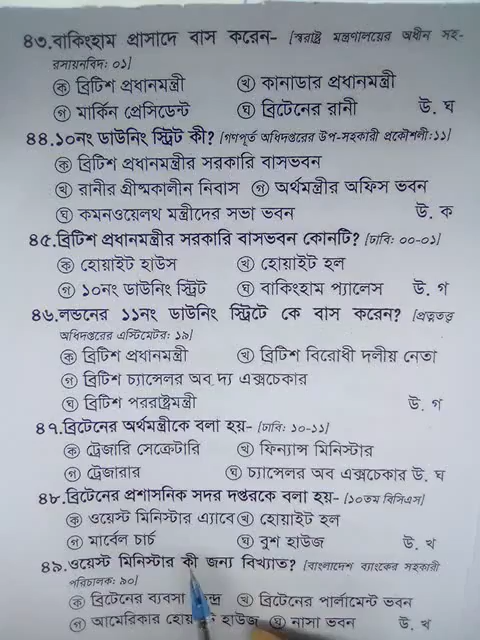 ৪৩.বাকিংহাম প্রাসাদে বাস করেন- [স্বরাষ্ট্র মন্ত্রণালয়ের অধীন সহ-
রসায়নবিদ: ০১]
ক ব্রিটিশ প্রধানমন্ত্রী খ কানাডার প্রধানমন্ত্রী
গ মার্কিন প্রেসিডেন্ট ঘ ব্রিটেনের রানী উ. ঘ
৪৪.১০নং ডাউনিং স্ট্রিট কী? [গণপূর্ত অধিদপ্তরের উপ-সহকারী প্রকৌশলী:১১]
ক ব্রিটিশ প্রধানমন্ত্রীর সরকারি বাসভবন
খ রানীর গ্রীষ্মকালীন নিবাস গ অর্থমন্ত্রীর অফিস ভবন
ঘ কমনওয়েলথ মন্ত্রীদের সভা ভবন উ. ক
৪৫.ব্রিটিশ প্রধানমন্ত্রীর সরকারি বাসভবন কোনটি? [ঢাবি: ০০-০১]
ক হোয়াইট হাউস খ হোয়াইট হল
গ ১০নং ডাউনিং স্ট্রিট ঘ বাকিংহাম প্যালেস উ. গ
৪৬.লন্ডনের ১১নং ডাউনিং স্ট্রিটে কে বাস করেন? [প্রত্নতত্ত্ব
অধিদপ্তরের এস্টিমেটর: ১৯]
ক ব্রিটিশ প্রধানমন্ত্রী খ ব্রিটিশ বিরোধী দলীয় নেতা
গ ব্রিটিশ চ্যান্সেলর অব দ্য এক্সচেকার
ঘ ব্রিটিশ পররাষ্ট্রমন্ত্রী উ. গ
৪৭.ব্রিটেনের অর্থমন্ত্রীকে বলা হয়- [ঢাবি: ১০-১১]
ক ট্রেজারি সেক্রেটারি খ ফিন্যান্স মিনিস্টার
গ ট্রেজারার ঘ চ্যান্সেলর অব এক্সচেকার উ. ঘ
৪৮.ব্রিটেনের প্রশাসনিক সদর দপ্তরকে বলা হয়- [১০তম বিসিএস]
ক ওয়েস্ট মিনিস্টার এ্যাবে খ হোয়াইট হল
গ মার্বেল চার্চ ঘ বুশ হাউজ উ. খ
৪৯.ওয়েস্ট মিনিস্টার কী জন্য বিখ্যাত? [বাংলাদেশ ব্যাংকের সহকারী
পরিচালক: ৯০]
ক ব্রিটেনের ব্যবসা খ ব্রিটেনের পার্লামেন্ট ভবন
গ আমেরিকার হাউজ ঘ নাসা ভবন উ. খ